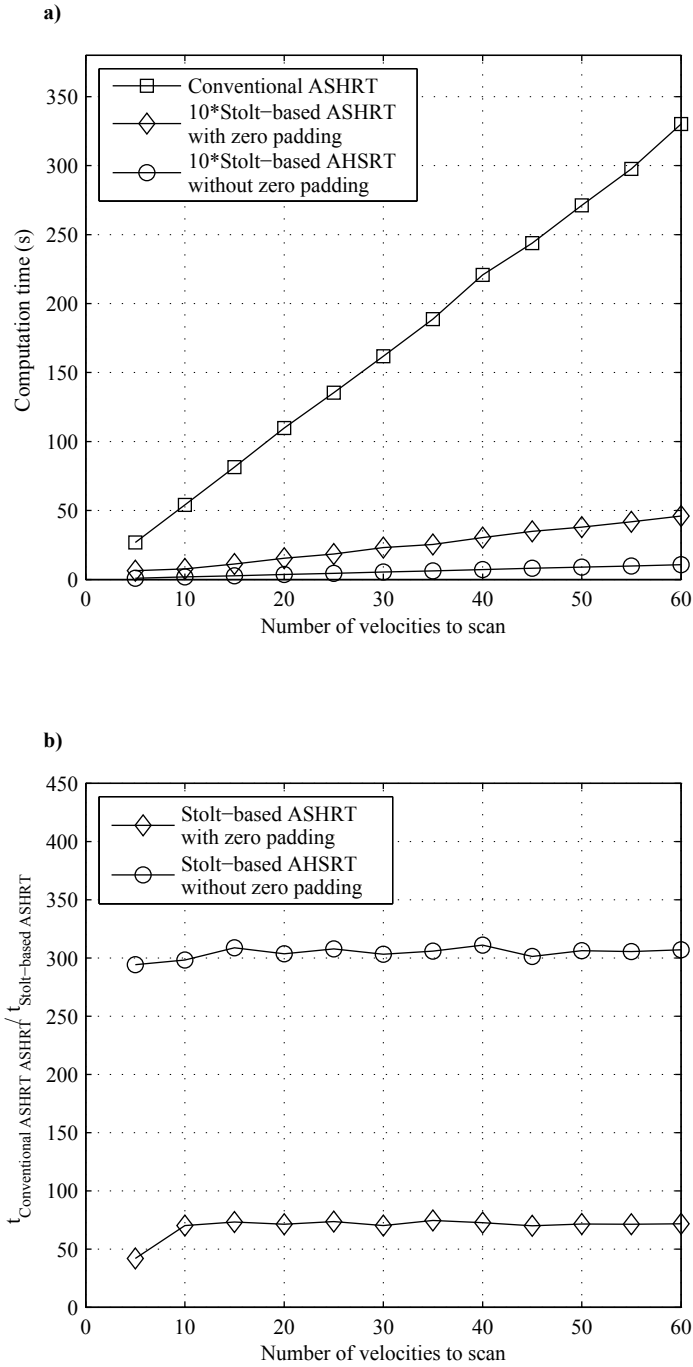 a)
350
300
250
200
150
100
50
0
Computation time (s)
Conventional ASHRT
10*Stolt−based ASHRT
with zero padding
10*Stolt−based AHSRT
without zero padding
0 10 20 30 40 50 60
Number of velocities to scan
b)
450
400
350
300
250
200
150
100
50
0
t Conventional ASHRT ASHRT / t Stolt−based ASHRT
Stolt−based ASHRT
with zero padding
Stolt−based AHSRT
without zero padding
0 10 20 30 40 50 60
Number of velocities to scan